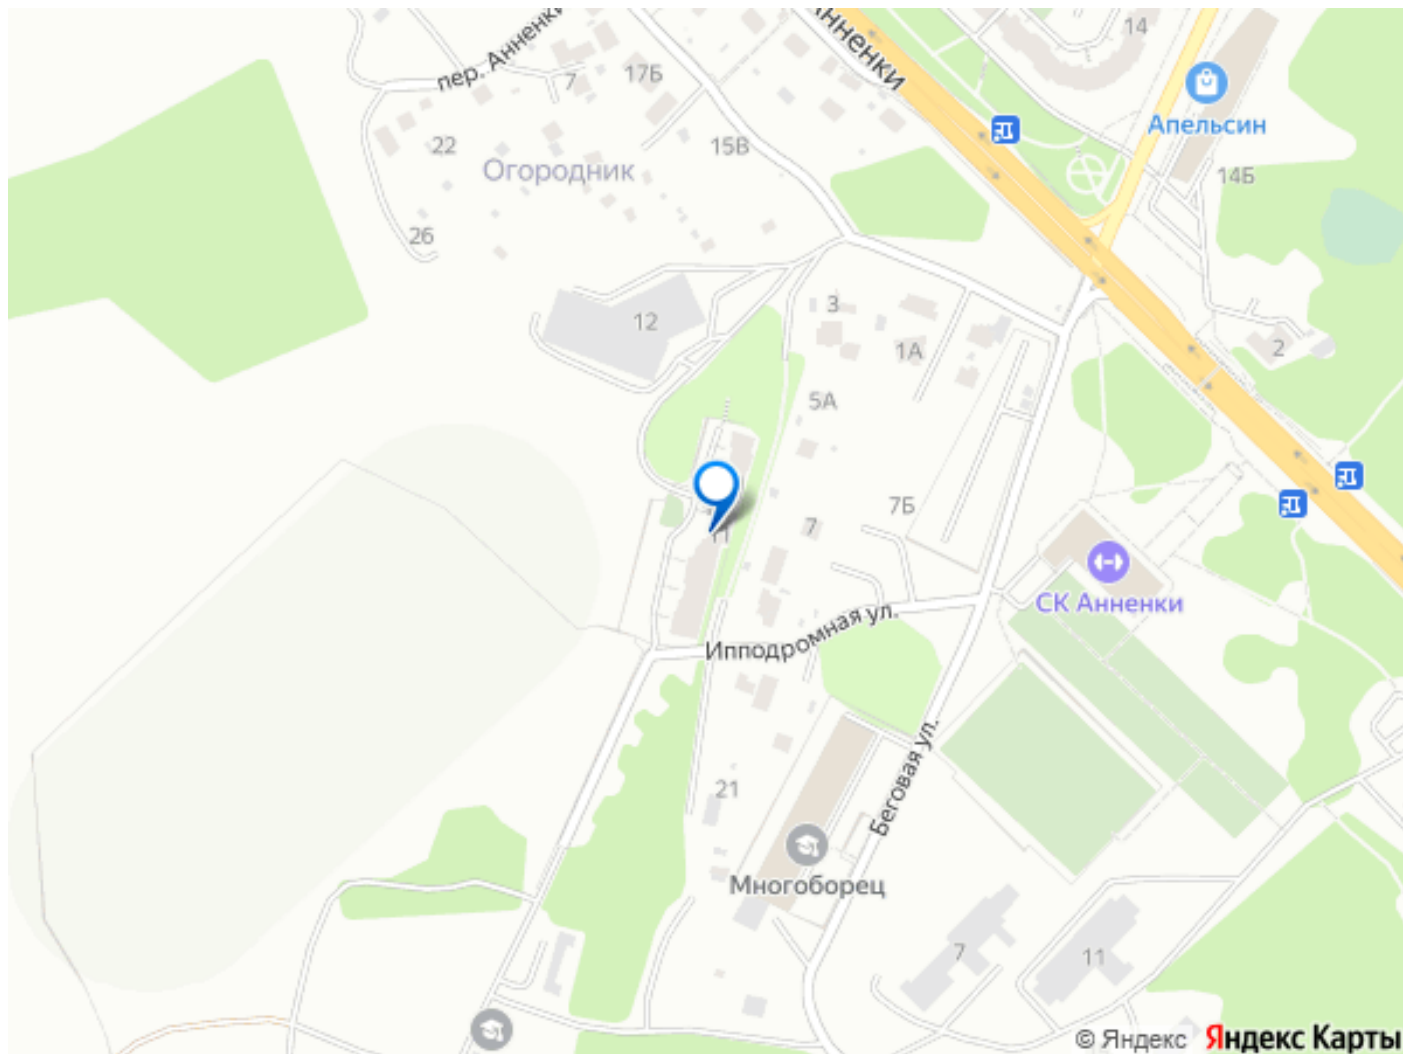 Анненки
14
пер. Анненки
7
17Б
Апельсин
22
15В
Огородник
14Б
26
3
12
1А
2
5А
7Б
7
11
СК Анненки
Ипподромная ул.
Беговая ул.
21
Многоборец
7
11
© Яндекс Яндекс Карты